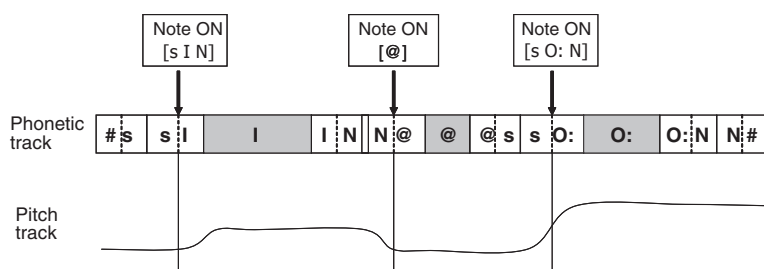 Note ON
[s I N]
Note ON
[@]
Note ON
[s O: N]
Phonetic
track
# s s I I I N N @ @ @ s s O: O: O: N N #
Pitch
track